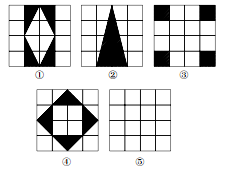 ① ② ③
④ ⑤